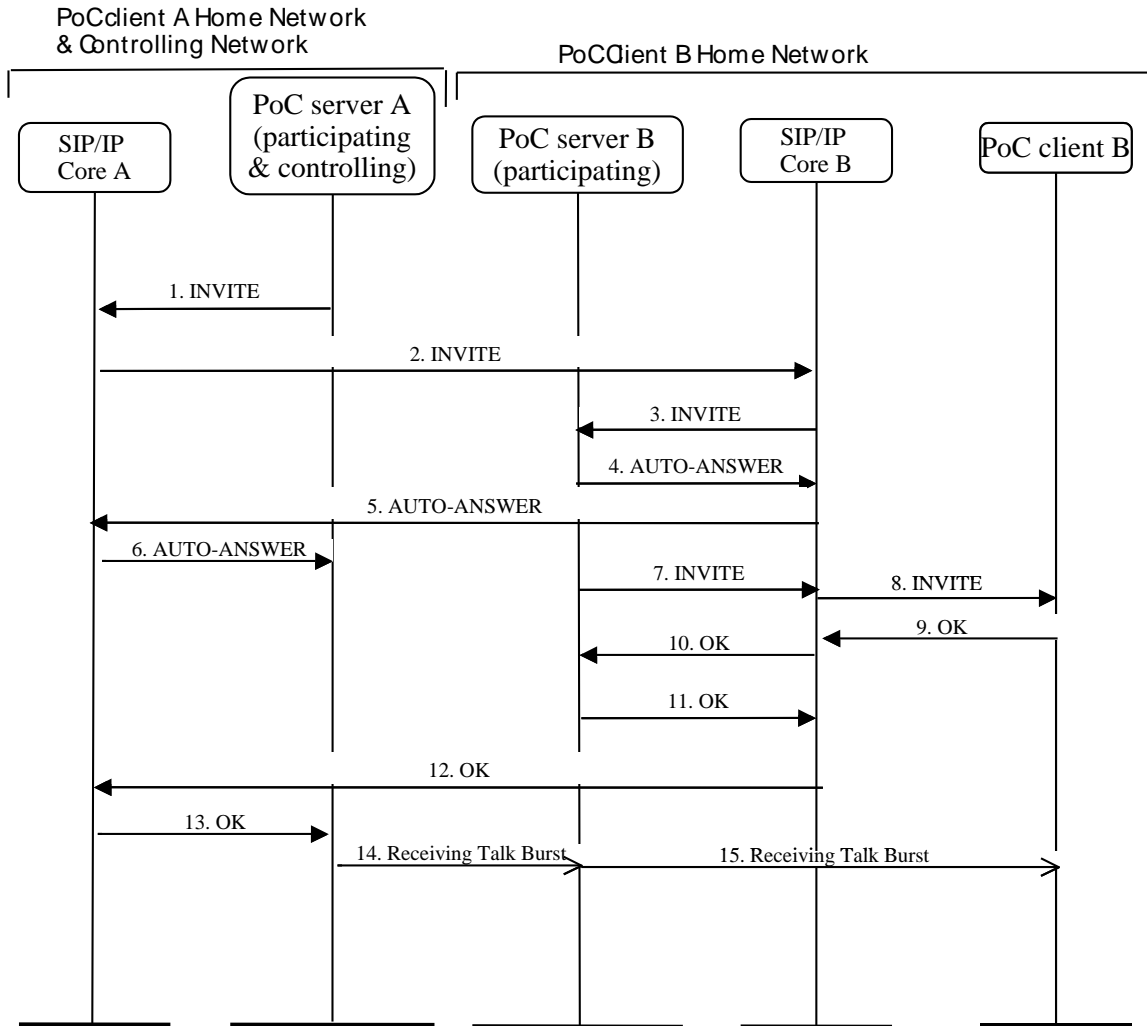 PoCclient A Home Network
& Controlling Network
PoCClient B Home Network
SIP/IP
Core A
PoC server A
(participating
& controlling)
PoC server B
(participating)
SIP/IP
Core B
PoC client B
1. INVITE
2. INVITE
3. INVITE
4. AUTO-ANSWER
5. AUTO-ANSWER
6. AUTO-ANSWER
7. INVITE
8. INVITE
9. OK
10. OK
11. OK
12. OK
13. OK
14. Receiving Talk Burst
15. Receiving Talk Burst